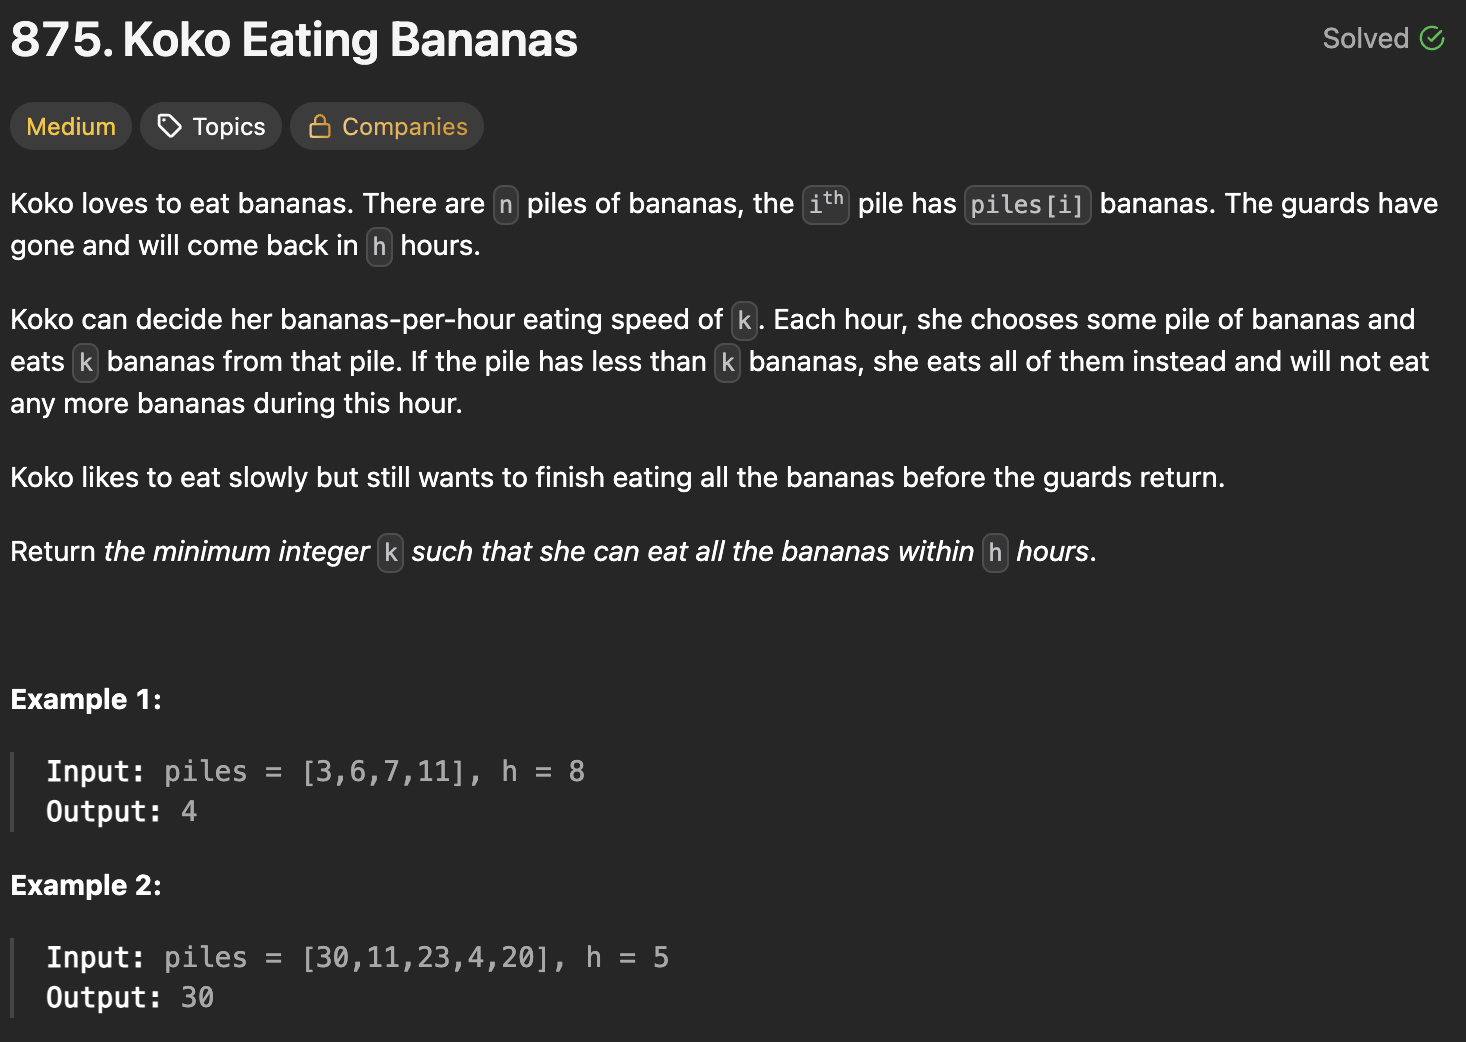 875. Koko Eating Bananas
Solved
Medium
Topics
Companies
Koko loves to eat bananas. There are n piles of bananas, the ith pile has piles[i] bananas. The guards have
gone and will come back in h hours.
Koko can decide her bananas-per-hour eating speed of k. Each hour, she chooses some pile of bananas and
eats k bananas from that pile. If the pile has less than k bananas, she eats all of them instead and will not eat
any more bananas during this hour.
Koko likes to eat slowly but still wants to finish eating all the bananas before the guards return.
Return the minimum integer k such that she can eat all the bananas within h hours.
Example 1:
Input: piles = [3,6,7,11], h = 8
Output: 4
Example 2:
Input: piles = [30,11,23,4,20], h = 5
Output: 30